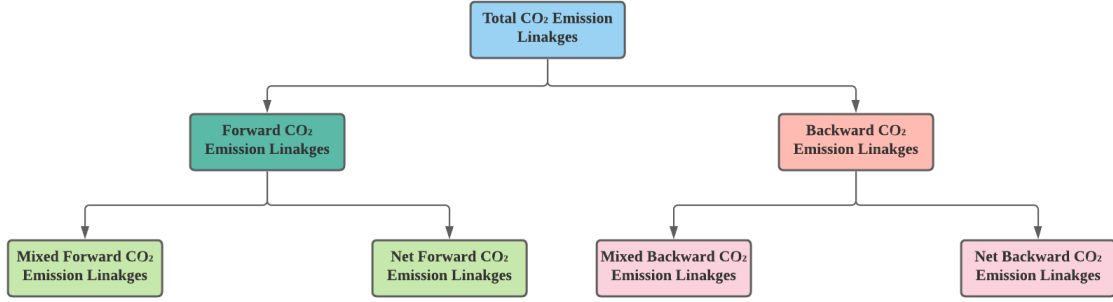 Total CO₂ Emission
Linakges
Forward CO₂
Emission Linakges
Backward CO₂
Emission Linakges
Mixed Forward CO₂
Emission Linakges
Net Forward CO₂
Emission Linakges
Mixed Backward CO₂
Emission Linakges
Net Backward CO₂
Emission Linakges